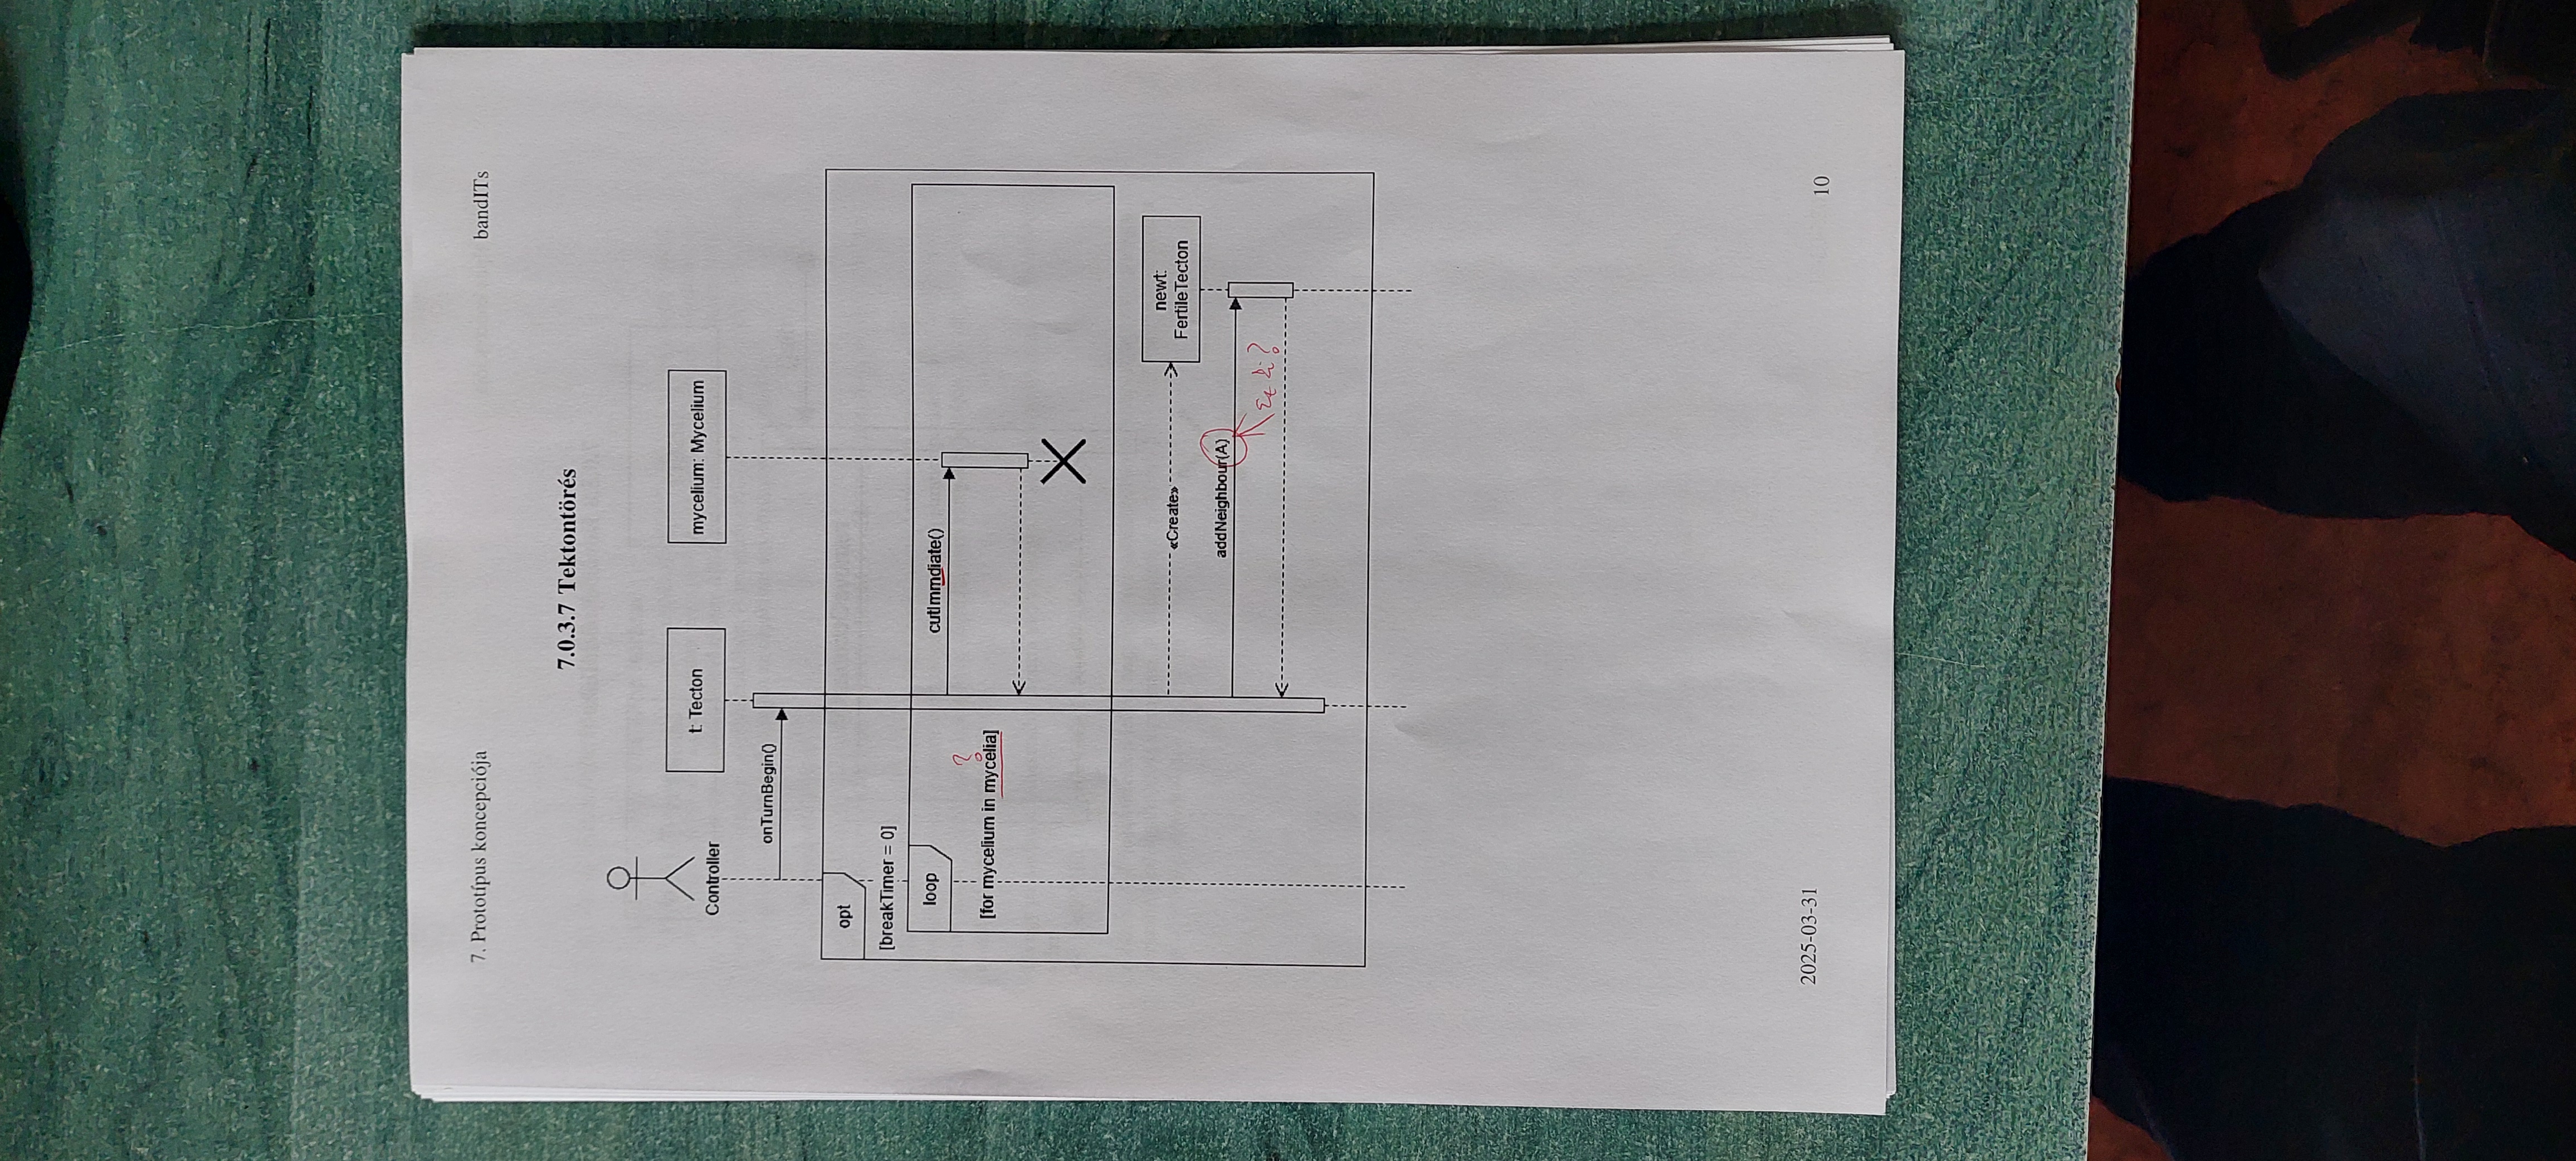 7. Prototípus koncepciója
bandITs
7.0.3.7 Tektontörés
Controller
t: Tecton
mycelium: Mycelium
onTurnBegin()
opt
[breakTimer = 0]
loop
cutImmdiate()
?
[for mycelium in mycelia]
«Create»
newt:
FertileTecton
addNeighbour(A)
Ez ki?
2025-03-31
10